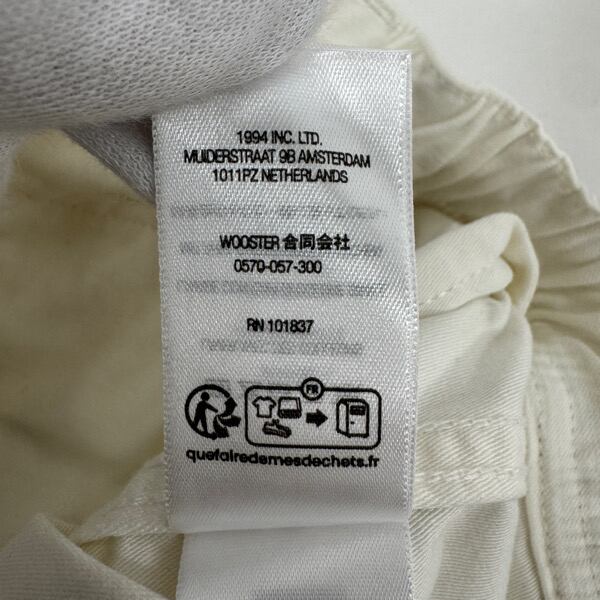 1994 INC. LTD.
MUIDERSTRAAT 9B AMSTERDAM
1011PZ NETHERLANDS
WOOSTER 合同会社
0570-057-300
RN 101837
FR
quefairedemesdechets.fr